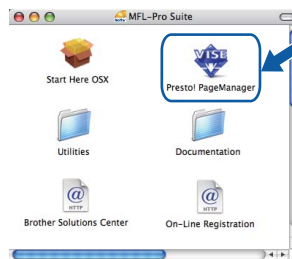 MFL-Pro Suite
VISE
Start Here OSX
Presto! PageManager
Utilities
Documentation
@
HTTP
@
HTTP
Brother Solutions Center
On-Line Registration